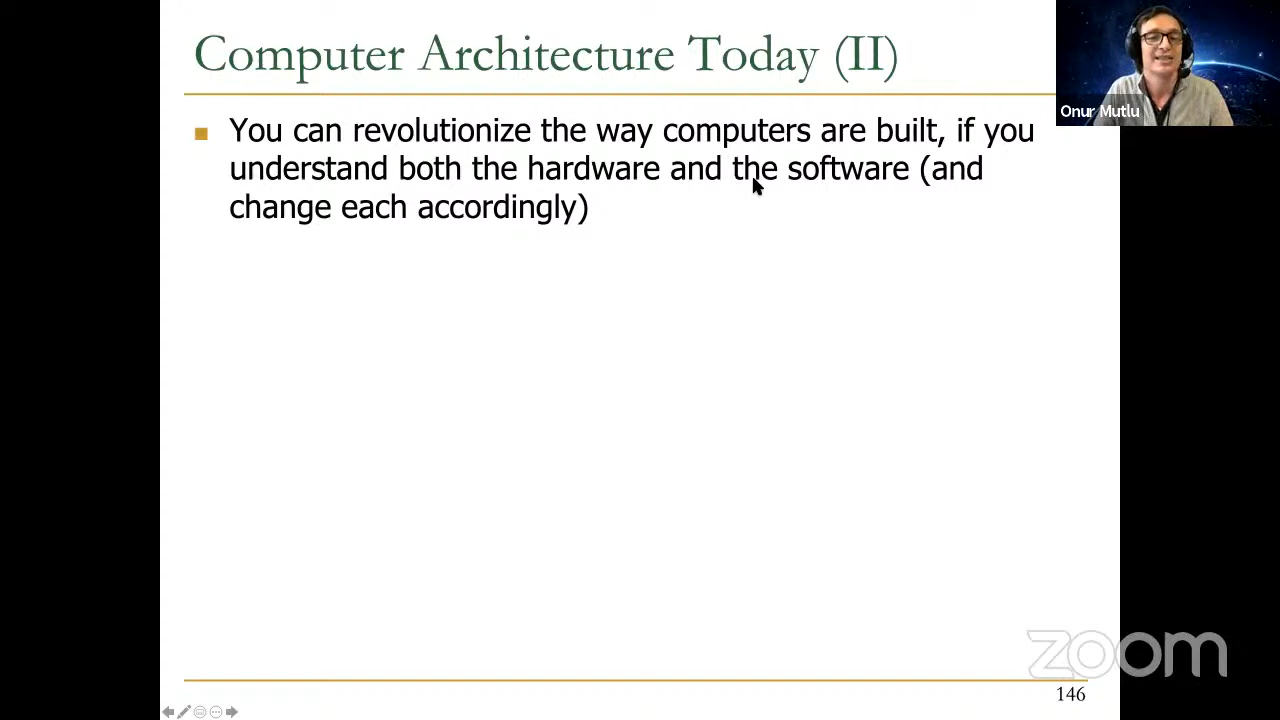 Computer Architecture Today (II)
Onur Mutlu
You can revolutionize the way computers are built, if you
understand both the hardware and the software (and
change each accordingly)
zoom
146